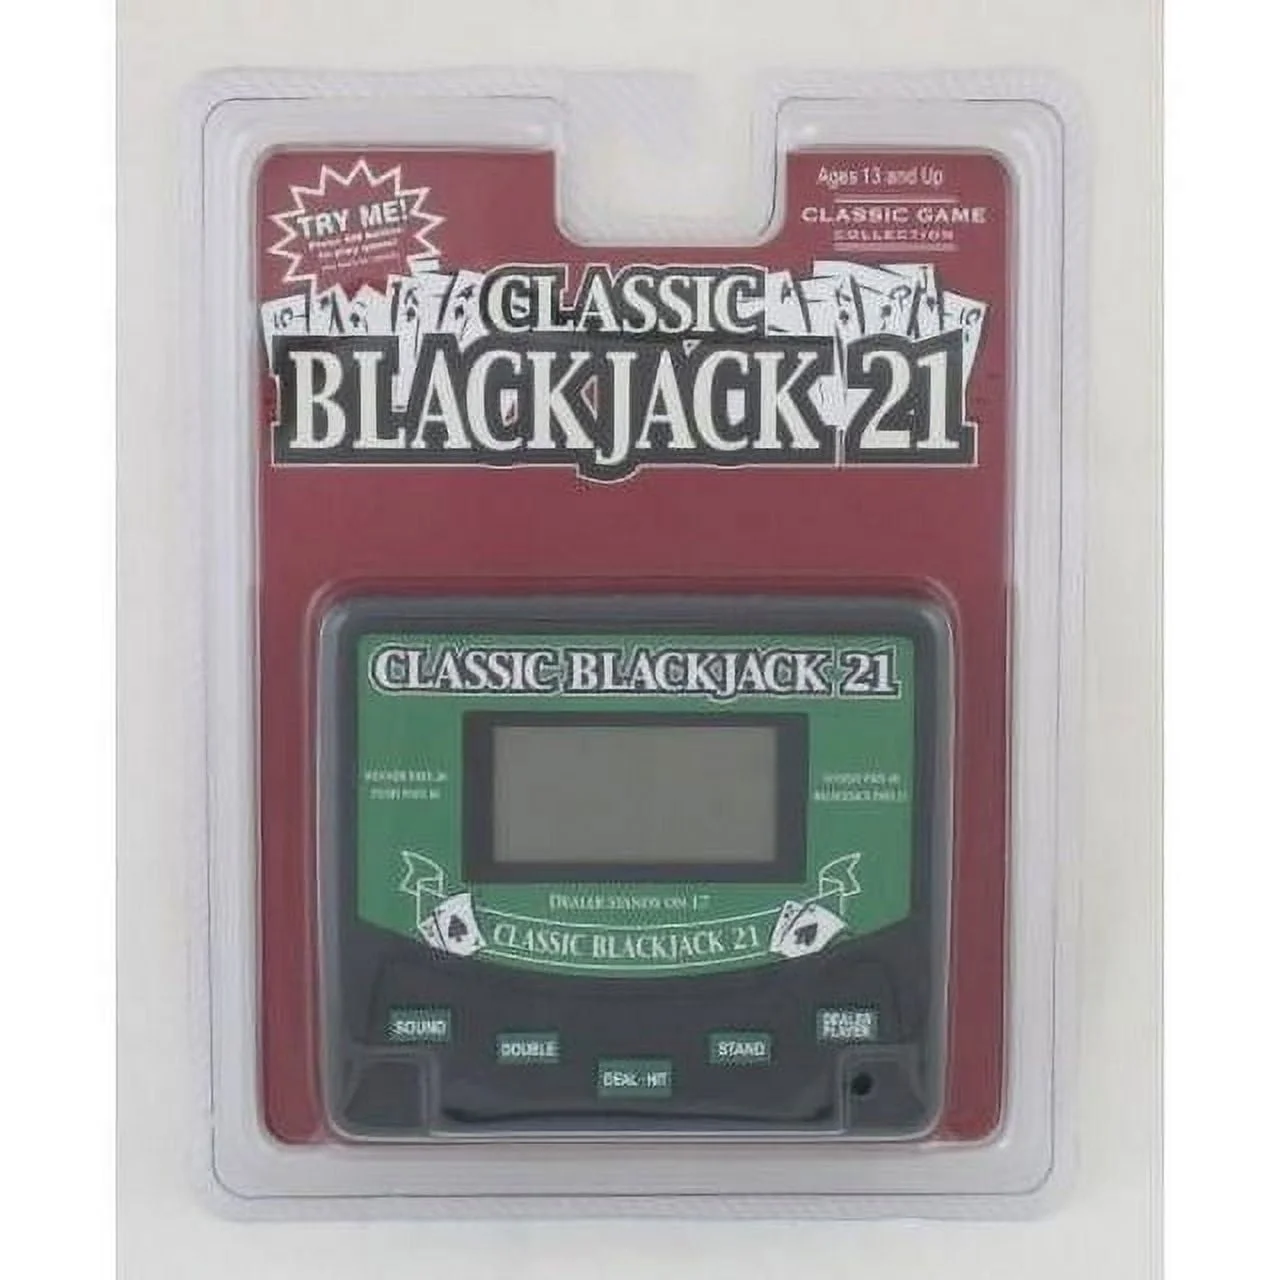 TRY ME!
Ages 13 and Up
CLASSIC GAME
COLLECTION
CLASSIC
BLACKJACK 21
CLASSIC BLACKJACK 21
DEALER STANDS ON 17
CLASSIC BLACKJACK 21
SOUND
DOUBLE
DEAL - HIT
STAND
DEALER
PLAYER